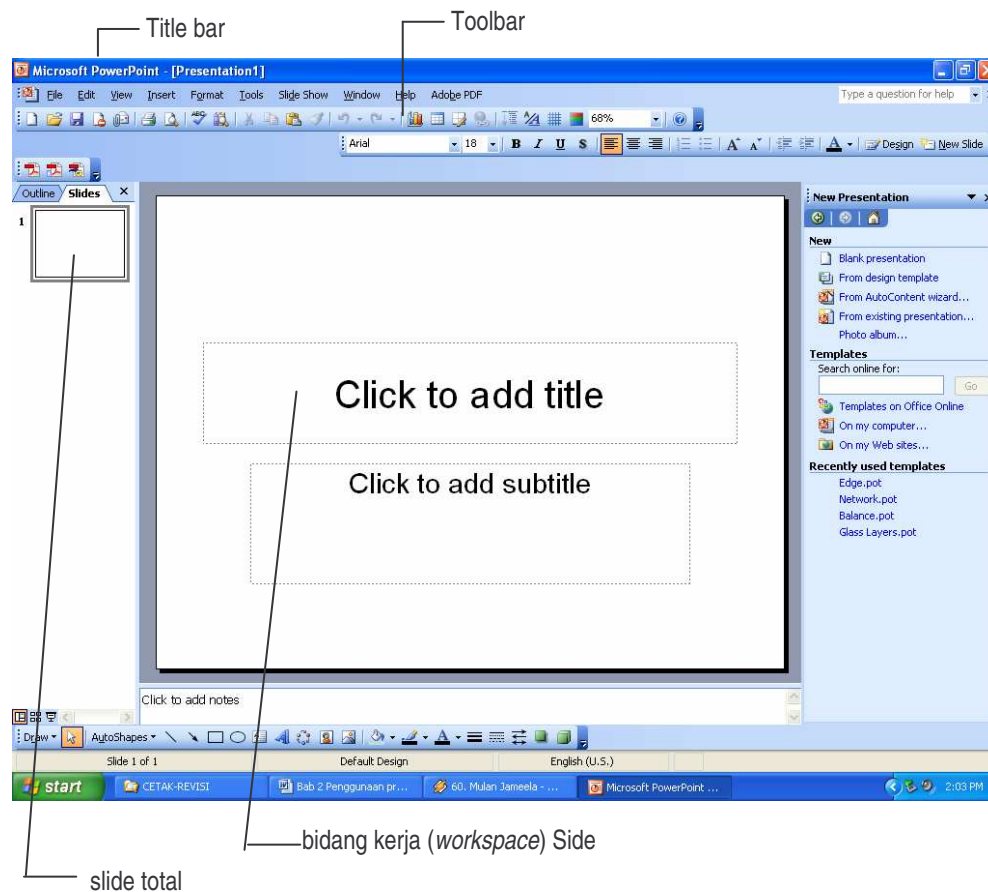 Title bar
Toolbar
Microsoft PowerPoint - [Presentation1]
File Edit View Insert Format Tools Slide Show Window Help Adobe PDF
Type a question for help
68%
Arial 18 B I U S A A A Design New Slide
Outline Slides
New Presentation
1
New
Blank presentation
From design template
From AutoContent wizard...
From existing presentation...
Photo album...
Templates
Search online for:
Go
Templates on Office Online
On my computer...
On my Web sites...
Recently used templates
Edge.pot
Network.pot
Balance.pot
Glass Layers.pot
Click to add title
Click to add subtitle
Click to add notes
Draw AutoShapes A
Slide 1 of 1 Default Design English (U.S.)
start CETAK-REVISI Bab 2 Penggunaan pr... 60. Mulan Jameela - ... Microsoft PowerPoint ... 2:03 PM
bidang kerja (workspace) Side
slide total